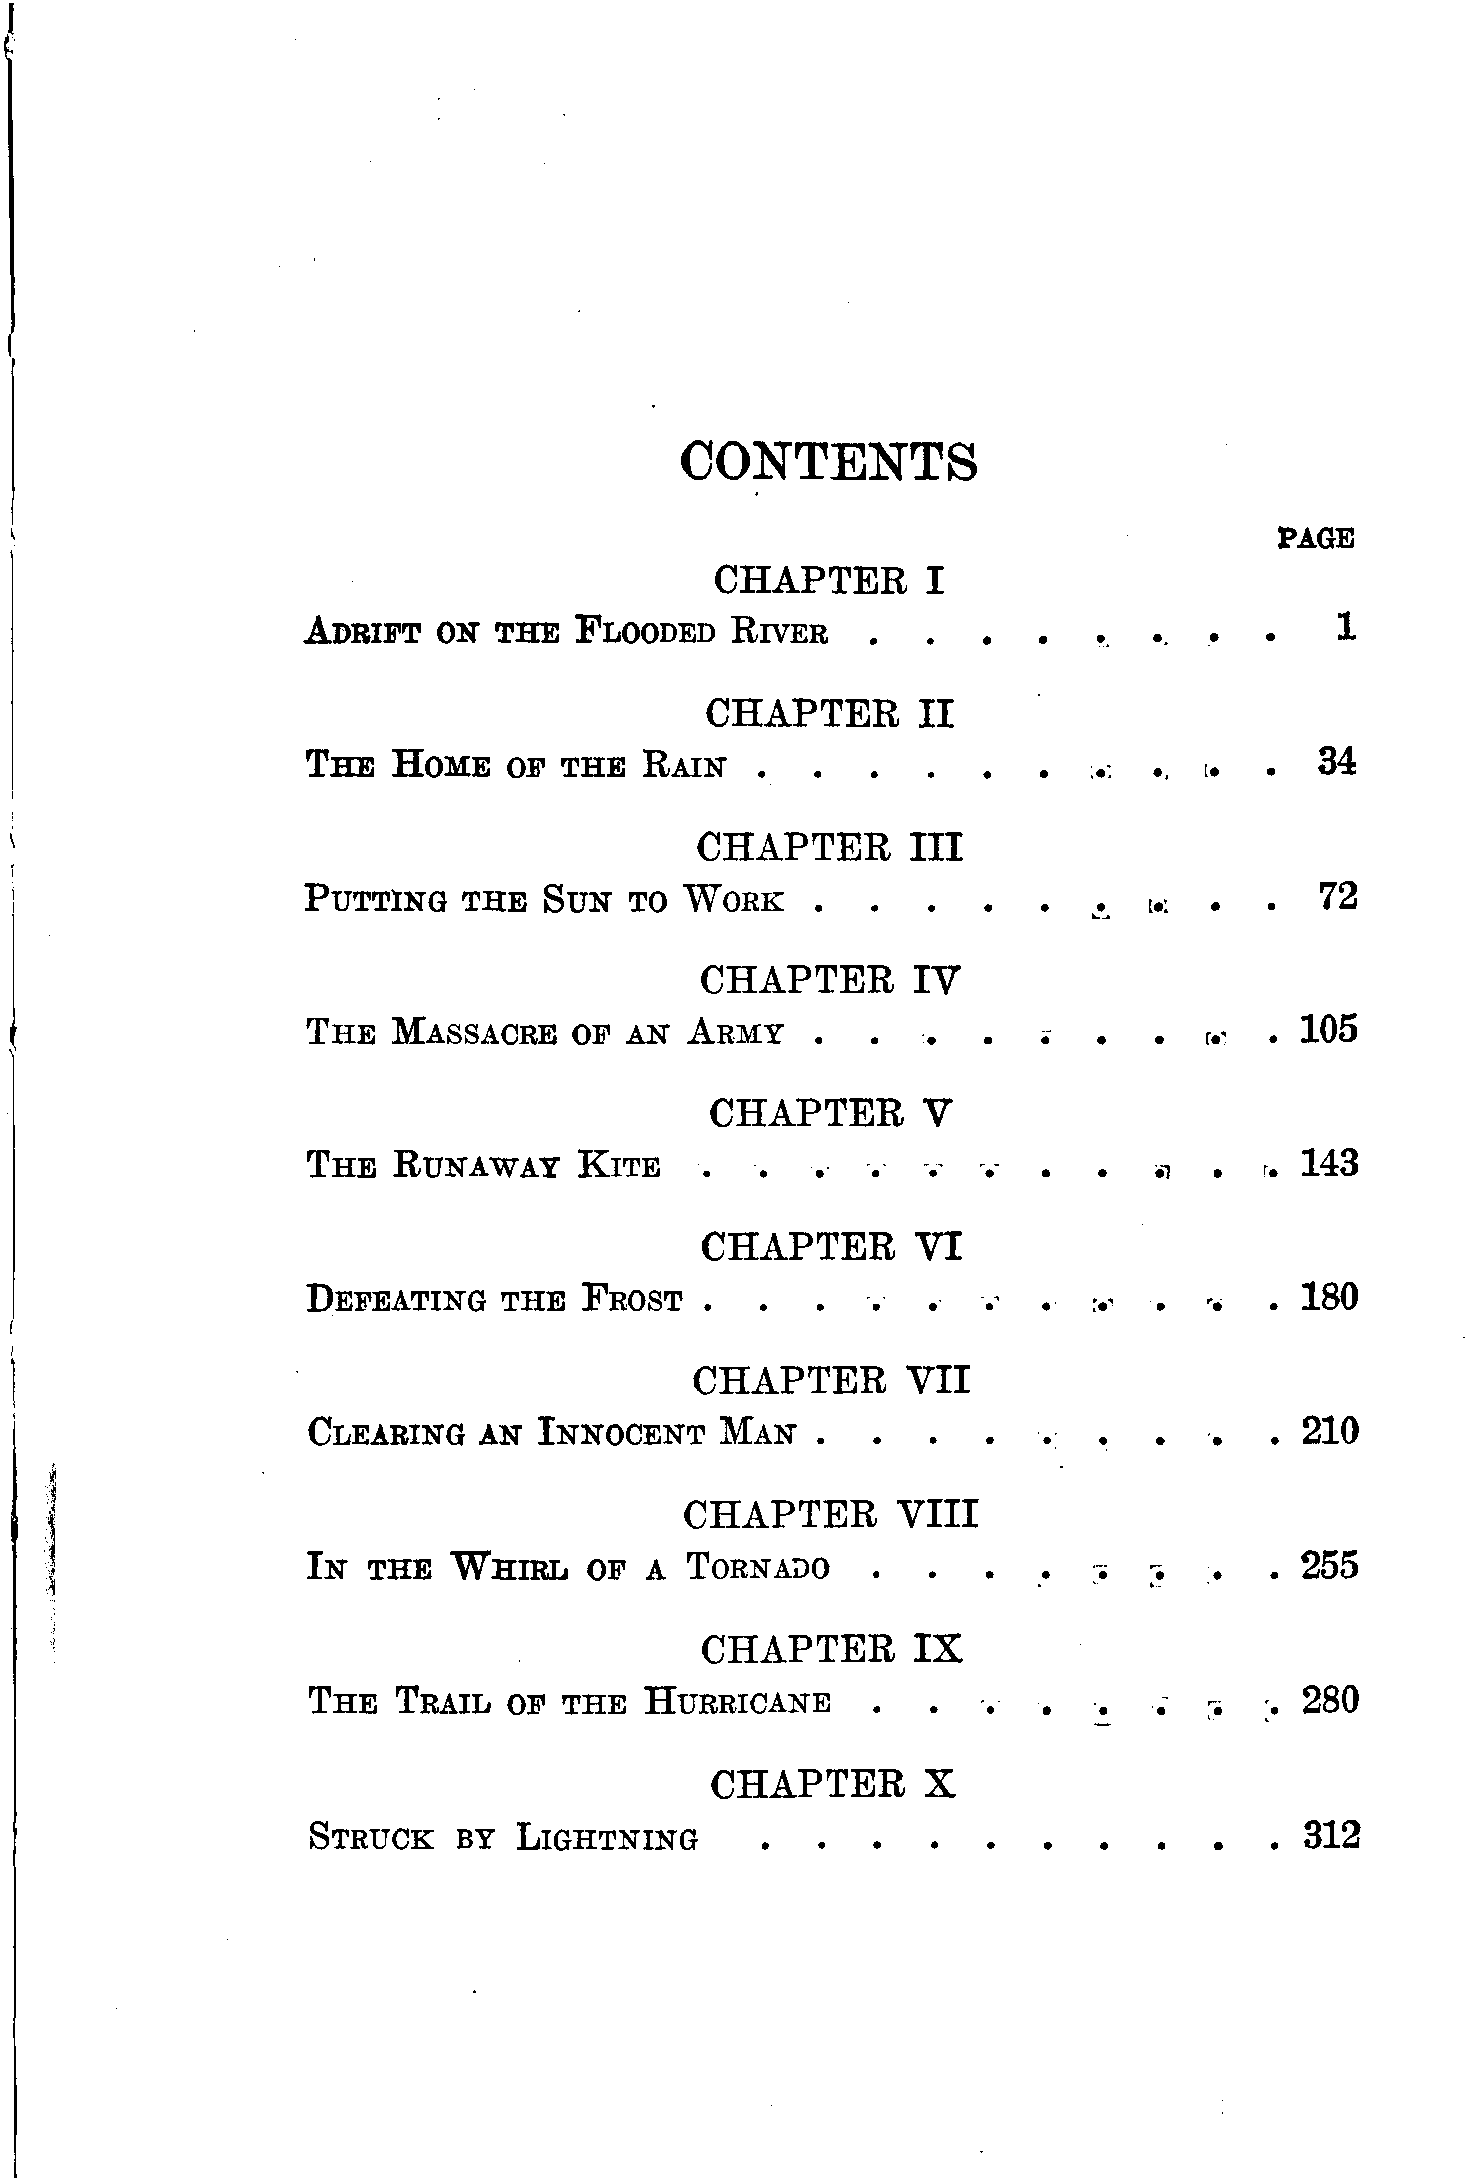 CONTENTS
PAGE
CHAPTER I
ADRIFT ON THE FLOODED RIVER . . . . . . . . 1
CHAPTER II
THE HOME OF THE RAIN . . . . . . . . . . 34
CHAPTER III
PUTTING THE SUN TO WORK . . . . . . . . . 72
CHAPTER IV
THE MASSACRE OF AN ARMY . . . . . . . . . 105
CHAPTER V
THE RUNAWAY KITE . . . . . . . . . . . 143
CHAPTER VI
DEFEATING THE FROST . . . . . . . . . . . 180
CHAPTER VII
CLEARING AN INNOCENT MAN . . . . . . . . . 210
CHAPTER VIII
IN THE WHIRL OF A TORNADO . . . . . . . . 255
CHAPTER IX
THE TRAIL OF THE HURRICANE . . . . . . . . 280
CHAPTER X
STRUCK BY LIGHTNING . . . . . . . . . . 312